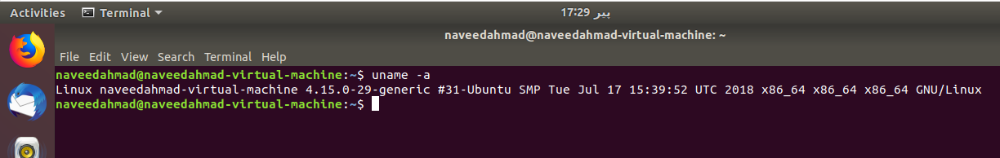 Activities Terminal 17:29 پیر
naveedahmad@naveedahmad-virtual-machine: ~
File Edit View Search Terminal Help
naveedahmad@naveedahmad-virtual-machine:~$ uname -a
Linux naveedahmad-virtual-machine 4.15.0-29-generic #31-Ubuntu SMP Tue Jul 17 15:39:52 UTC 2018 x86_64 x86_64 x86_64 GNU/Linux
naveedahmad@naveedahmad-virtual-machine:~$